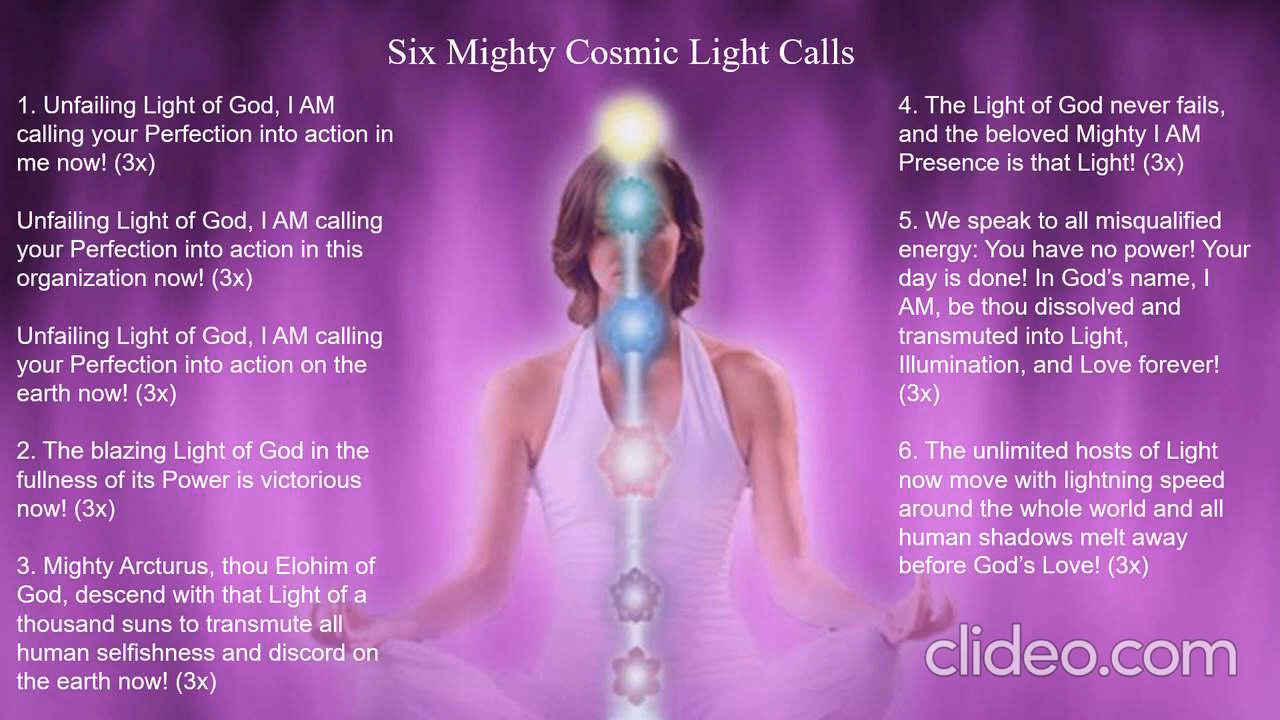 Six Mighty Cosmic Light Calls
1. Unfailing Light of God, I AM
calling your Perfection into action in
me now! (3x)
Unfailing Light of God, I AM calling
your Perfection into action in this
organization now! (3x)
Unfailing Light of God, I AM calling
your Perfection into action on the
earth now! (3x)
2. The blazing Light of God in the
fullness of its Power is victorious
now! (3x)
3. Mighty Arcturus, thou Elohim of
God, descend with that Light of a
thousand suns to transmute all
human selfishness and discord on
the earth now! (3x)
4. The Light of God never fails,
and the beloved Mighty I AM
Presence is that Light! (3x)
5. We speak to all misqualified
energy: You have no power! Your
day is done! In God’s name, I
AM, be thou dissolved and
transmuted into Light,
Illumination, and Love forever!
(3x)
6. The unlimited hosts of Light
now move with lightning speed
around the whole world and all
human shadows melt away
before God’s Love! (3x)
clideo.com